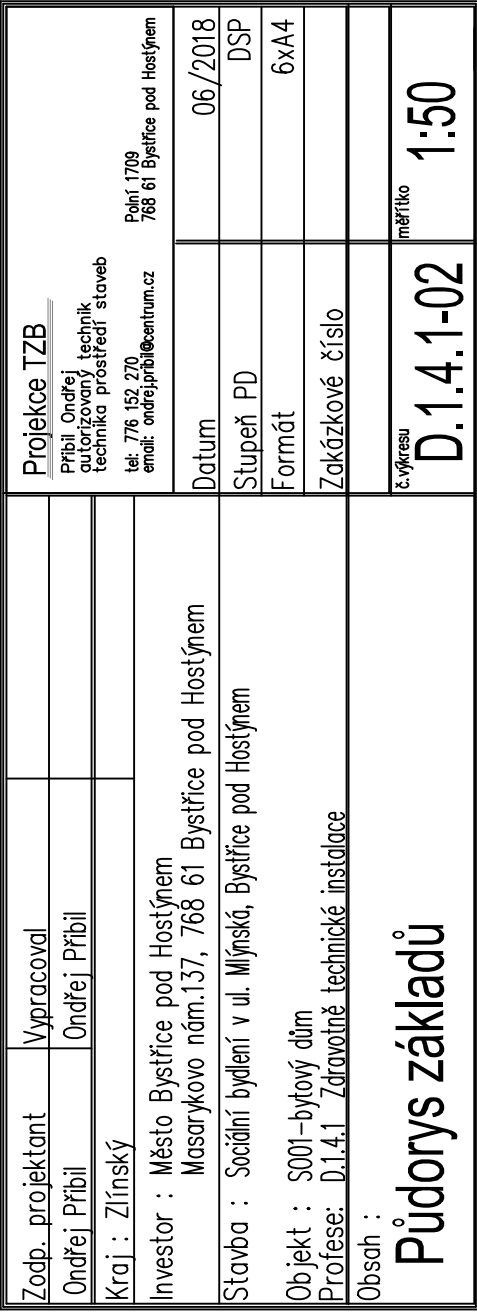 Zodp. projektant
Vypracoval
Ondřej Přibil
Ondřej Přibil
Kraj : Zlínský
Investor : Město Bystřice pod Hostýnem
Masarykovo nám.137, 768 61 Bystřice pod Hostýnem
Stavba : Sociální bydlení v ul. Mlýnská, Bystřice pod Hostýnem
Objekt : SO01-bytový dům
Profese: D.1.4.1 Zdravotně technické instalace
Obsah :
Půdorys základů
Projekce TZB
Přibil Ondřej
autorizovaný technik
technika prostředí staveb
tel: 776 152 270
email: ondrej.pribil@centrum.cz
Polní 1709
768 61 Bystřice pod Hostýnem
Datum 06/2018
Stupeň PD DSP
Formát 6xA4
Zakázkové číslo
č.výkresu
D.1.4.1-02
měřítko
1:50